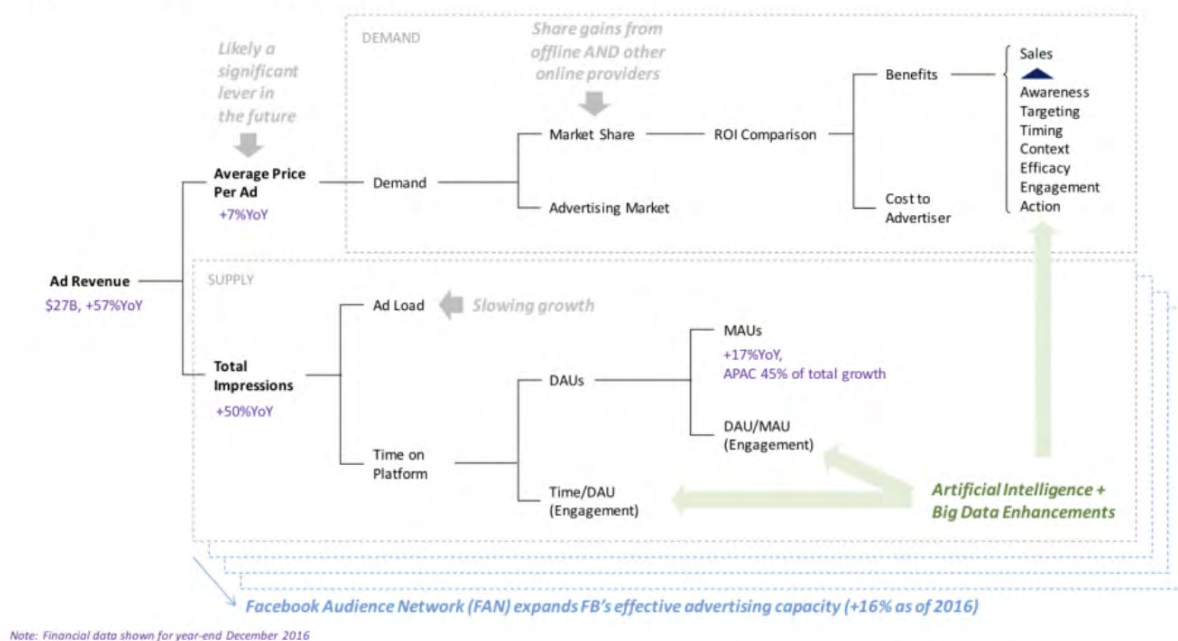 DEMAND
Likely a
significant
lever in
the future
Share gains from
offline AND other
online providers
Average Price
Per Ad
+7%YoY
Demand
Market Share
Advertising Market
ROI Comparison
Benefits
Cost to
Advertiser
Sales
Awareness
Targeting
Timing
Context
Efficacy
Engagement
Action
Ad Revenue
$27B, +57%YoY
SUPPLY
Total
Impressions
+50%YoY
Ad Load
Slowing growth
Time on
Platform
DAUs
Time/DAU
(Engagement)
MAUs
+17%YoY,
APAC 45% of total growth
DAU/MAU
(Engagement)
Artificial Intelligence +
Big Data Enhancements
Facebook Audience Network (FAN) expands FB's effective advertising capacity (+16% as of 2016)
Note: Financial data shown for year-end December 2016